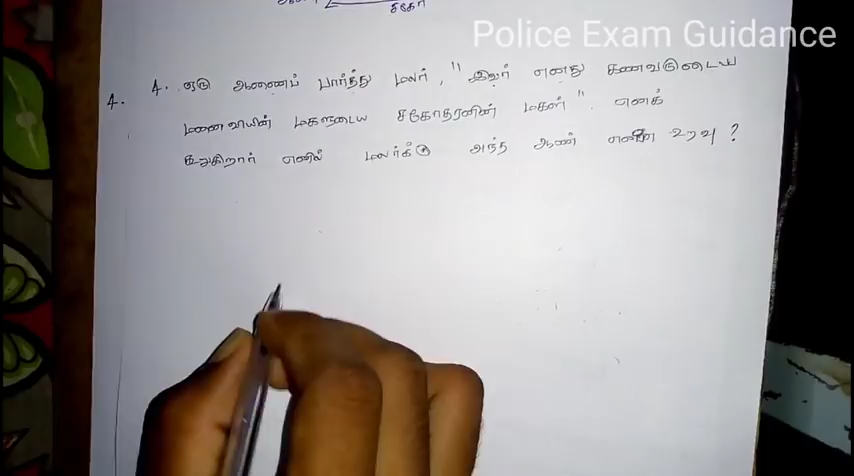 சகோ
Police Exam Guidance
4. 4. ஒரு ஆணைப் பார்த்து மலர், "இவர் எனது கணவருடைய
மனைவியின் மகளுடைய சகோதரனின் மகன்". எனக்
கூறுகிறார் எனில் மலர்க்கு அந்த ஆண் என்ன உறவு?